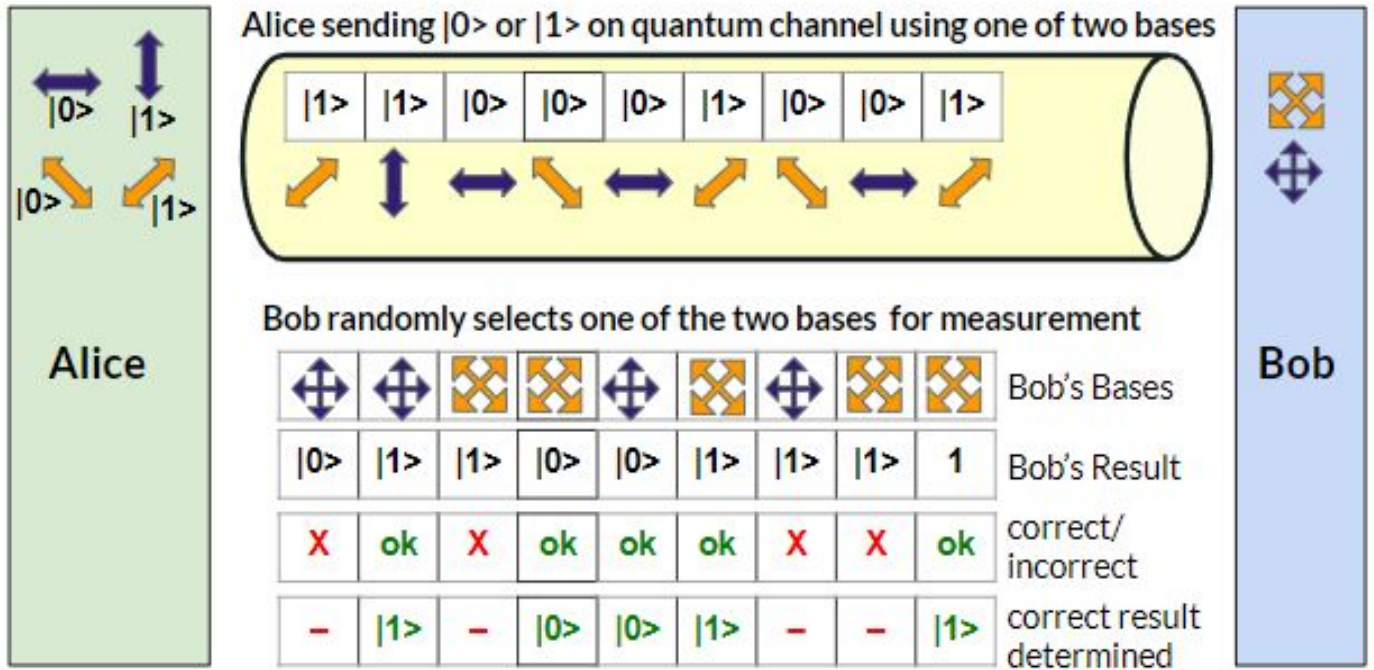 Alice sending |0> or |1> on quantum channel using one of two bases
|0> |1>
|0> |1>
Alice
|1> |1> |0> |0> |0> |1> |0> |0> |1>
Bob randomly selects one of the two bases for measurement
Bob's Bases
|0> |1> |1> |0> |0> |1> |1> |1> 1 Bob's Result
X ok X ok ok ok X X ok correct/
incorrect
– |1> – |0> |0> |1> – – |1> correct result
determined
Bob